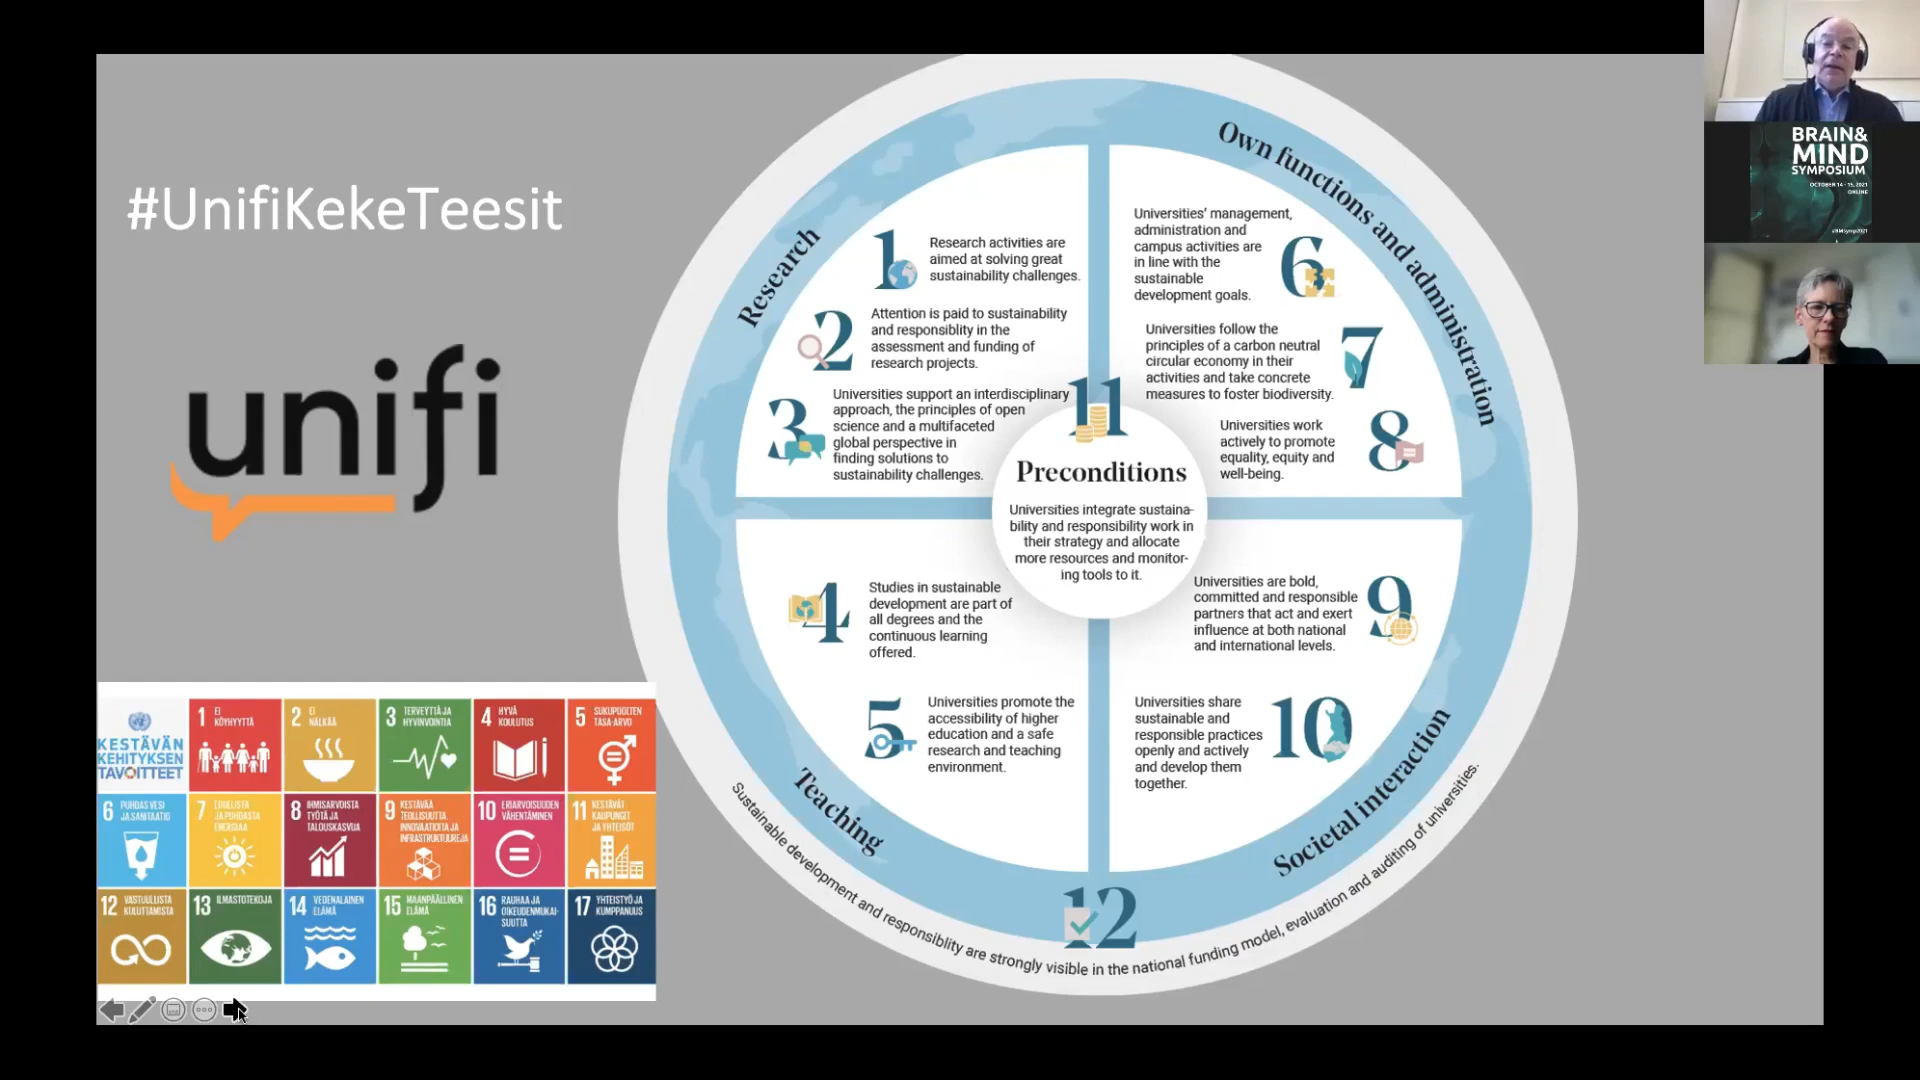 #UnifiKekeTeesit
unifi
Research
1
Research activities are
aimed at solving great
sustainability challenges.
2
Attention is paid to sustainability
and responsiblity in the
assessment and funding of
research projects.
3
Universities support an interdisciplinary
approach, the principles of open
science and a multifaceted
global perspective in
finding solutions to
sustainability challenges.
Own functions and administration
Universities' management,
administration and
campus activities are
in line with the
sustainable
development goals.
6
Universities follow the
principles of a carbon neutral
circular economy in their
activities and take concrete
measures to foster biodiversity.
7
Universities work
actively to promote
equality, equity and
well-being.
8
11
Preconditions
Universities integrate sustaina-
bility and responsibility work in
their strategy and allocate
more resources and monitor-
ing tools to it.
4
Studies in sustainable
development are part of
all degrees and the
continuous learning
offered.
5
Universities promote the
accessibility of higher
education and a safe
research and teaching
environment.
Teaching
Universities are bold,
committed and responsible
partners that act and exert
influence at both national
and international levels.
9
Universities share
sustainable and
responsible practices
openly and actively
and develop them
together.
10
Societal interaction
12
Sustainable development and responsiblity are strongly visible in the national funding model, evaluation and auditing of universities.
KESTÄVÄN
KEHITYKSEN
TAVOITTEET
1 EI
KÖYHYYTTÄ
2 EI
NÄLKÄÄ
3 TERVEYTTÄ JA
HYVINVOINTIA
4 HYVÄ
KOULUTUS
5 SUKUPUOLTEN
TASA-ARVO
6 PUHDAS VESI
JA SANITAATIO
7 EDULLISTA
JA PUHDASTA
ENERGIAA
8 IHMISARVOISTA
TYÖTÄ JA
TALOUSKASVUA
9 KESTÄVÄÄ
TEOLLISUUTTA,
INNOVAATIOITA JA
INFRASTRUKTUUREJA
10 ERIARVOISUUDEN
VÄHENTÄMINEN
11 KESTÄVÄT
KAUPUNGIT
JA YHTEISÖT
12 VASTUULLISTA
KULUTTAMISTA
13 ILMASTOTEKOJA
14 VEDENALAINEN
ELÄMÄ
15 MAANPÄÄLLINEN
ELÄMÄ
16 RAUHAA JA
OIKEUDENMUKAI-
SUUTTA
17 YHTEISTYÖ JA
KUMPPANUUS
BRAIN&
MIND
SYMPOSIUM
OCTOBER 14 - 15, 2021
ONLINE
#BMsymp2021